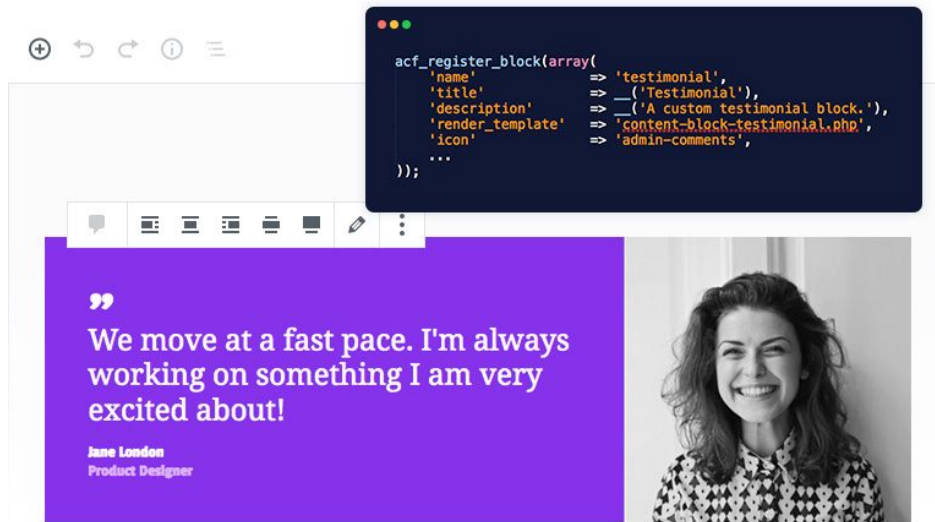 acf_register_block(array(
'name' => 'testimonial',
'title' => __('Testimonial'),
'description' => __('A custom testimonial block.'),
'render_template' => 'content-block-testimonial.php',
'icon' => 'admin-comments',
...
));
”
We move at a fast pace. I'm always
working on something I am very
excited about!
Jane London
Product Designer